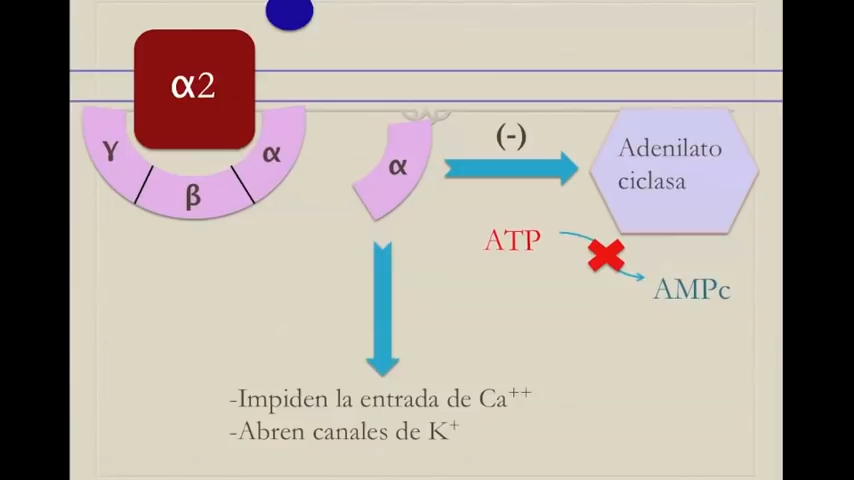 α2
γ
β
α
α
(-)
Adenilato
ciclasa
ATP
AMPc
-Impiden la entrada de Ca⁺⁺
-Abren canales de K⁺